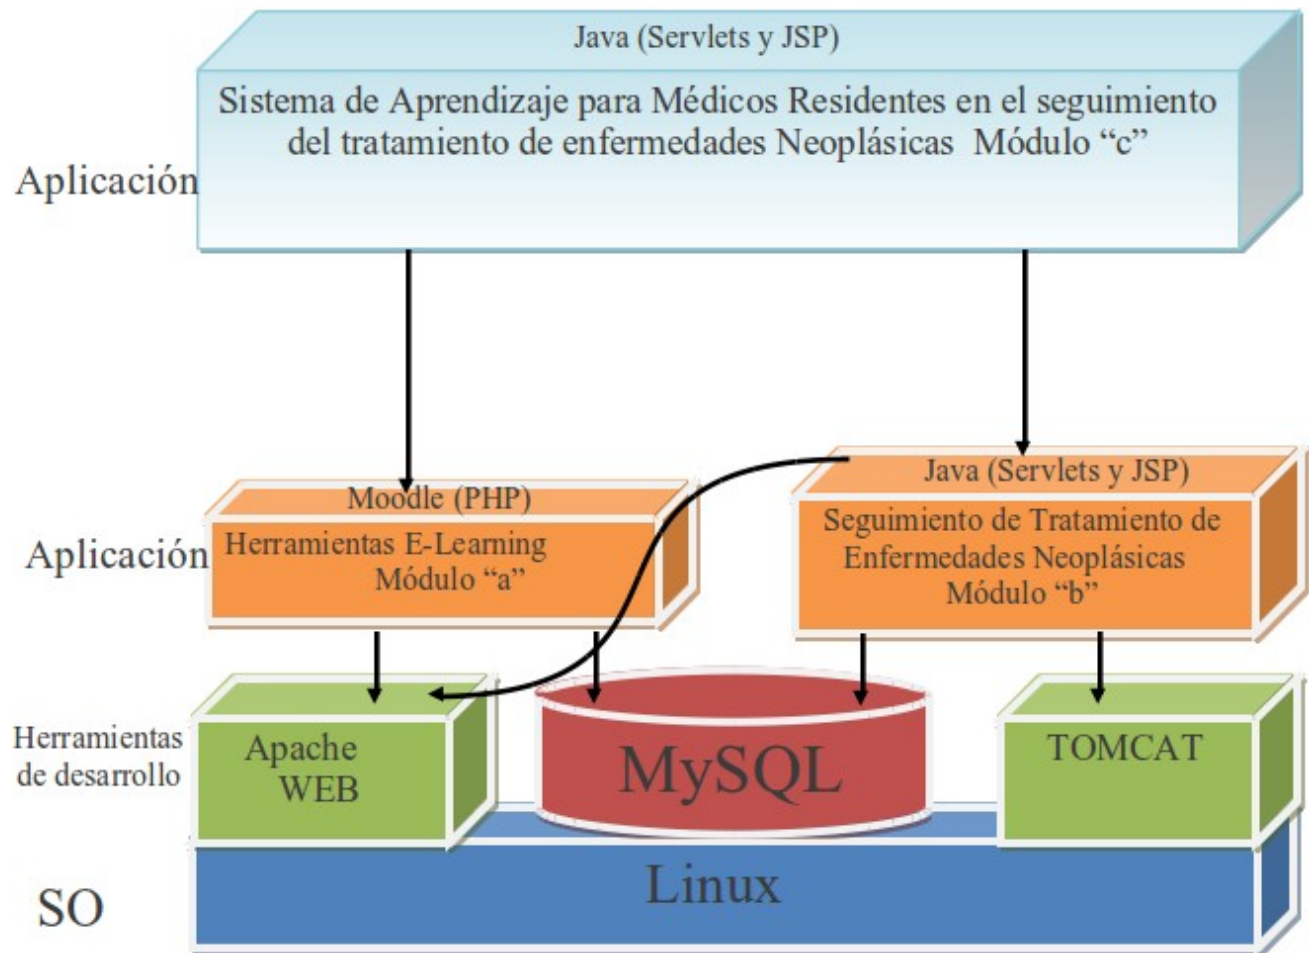 Java (Servlets y JSP)
Sistema de Aprendizaje para Médicos Residentes en el seguimiento
del tratamiento de enfermedades Neoplásicas Módulo “c”
Aplicación
Moodle (PHP)
Herramientas E-Learning
Módulo “a”
Java (Servlets y JSP)
Seguimiento de Tratamiento de
Enfermedades Neoplásicas
Módulo “b”
Aplicación
Herramientas
de desarrollo
Apache
WEB
MySQL
TOMCAT
SO
Linux